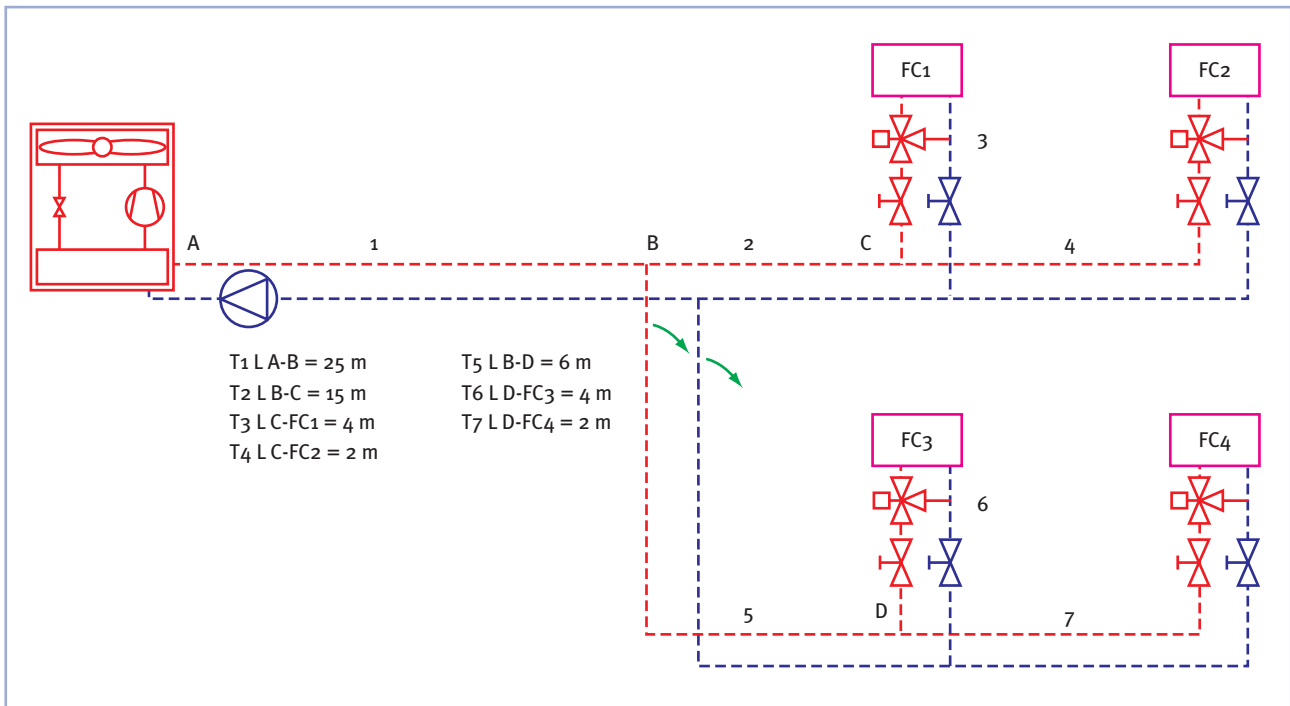 FC1
FC2
3
A
1
B
2
C
4
T1 L A-B = 25 m
T2 L B-C = 15 m
T3 L C-FC1 = 4 m
T4 L C-FC2 = 2 m
T5 L B-D = 6 m
T6 L D-FC3 = 4 m
T7 L D-FC4 = 2 m
FC3
FC4
6
5
D
7